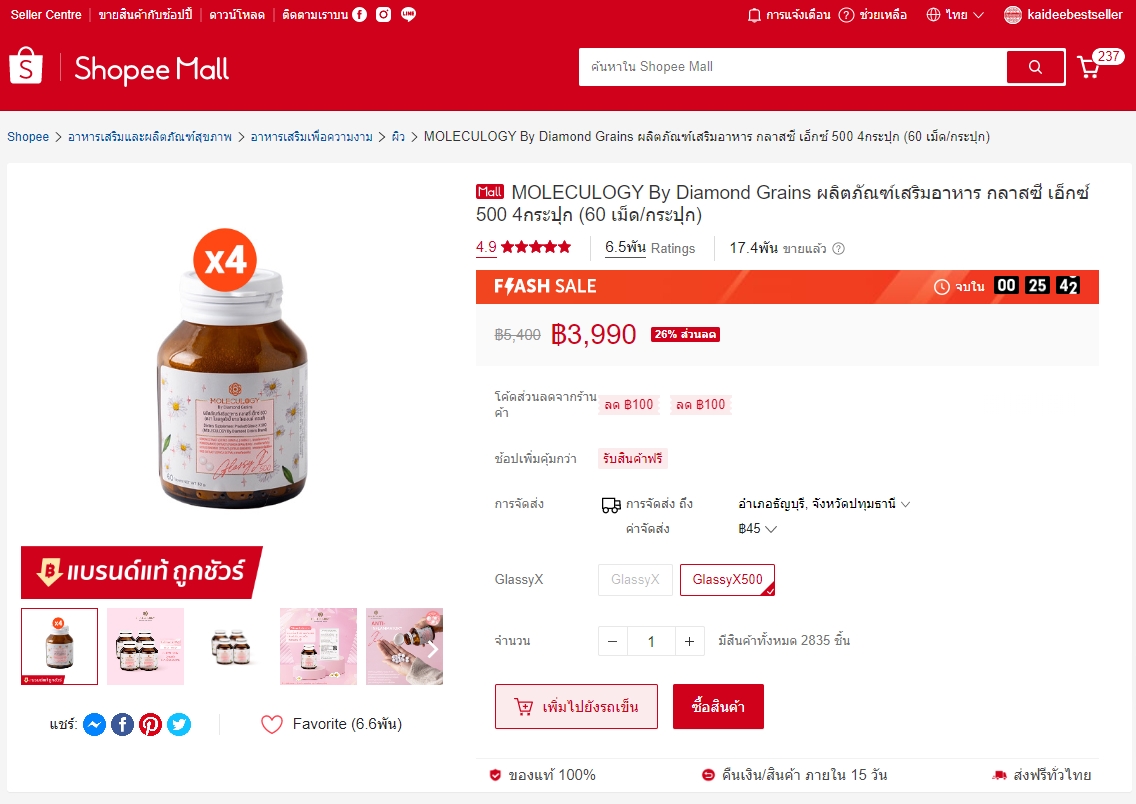 Seller Centre
ขายสินค้ากับช้อปปี้
ดาวน์โหลด
ติดตามเราบน
การแจ้งเตือน
ช่วยเหลือ
ไทย
kaideebestseller
Shopee Mall
ค้นหาใน Shopee Mall
237
Shopee > อาหารเสริมและผลิตภัณฑ์สุขภาพ > อาหารเสริมเพื่อความงาม > ผิว > MOLECULOGY By Diamond Grains ผลิตภัณฑ์เสริมอาหาร กลาสซี เอ็กซ์ 500 4กระปุก (60 เม็ด/กระปุก)
Mall MOLECULOGY By Diamond Grains ผลิตภัณฑ์เสริมอาหาร กลาสซี เอ็กซ์
500 4กระปุก (60 เม็ด/กระปุก)
4.9
6.5พัน Ratings
17.4พัน ขายแล้ว
x4
MOLECULOGY
By Diamond Grains
GlassyX
500
แบรนด์แท้ ถูกชัวร์
FLASH SALE
จบใน 00 25 42
฿5,400 ฿3,990 26% ส่วนลด
โค้ดส่วนลดจากร้าน
ค้า
ลด ฿100
ลด ฿100
ช้อปเพิ่มคุ้มกว่า
รับสินค้าฟรี
การจัดส่ง
การจัดส่ง ถึง
อำเภอธัญบุรี, จังหวัดปทุมธานี
ค่าจัดส่ง
฿45
GlassyX
GlassyX
GlassyX500
จำนวน
1
มีสินค้าทั้งหมด 2835 ชิ้น
เพิ่มไปยังรถเข็น
ซื้อสินค้า
แชร์:
Favorite (6.6พัน)
ของแท้ 100%
คืนเงิน/สินค้า ภายใน 15 วัน
ส่งฟรีทั่วไทย